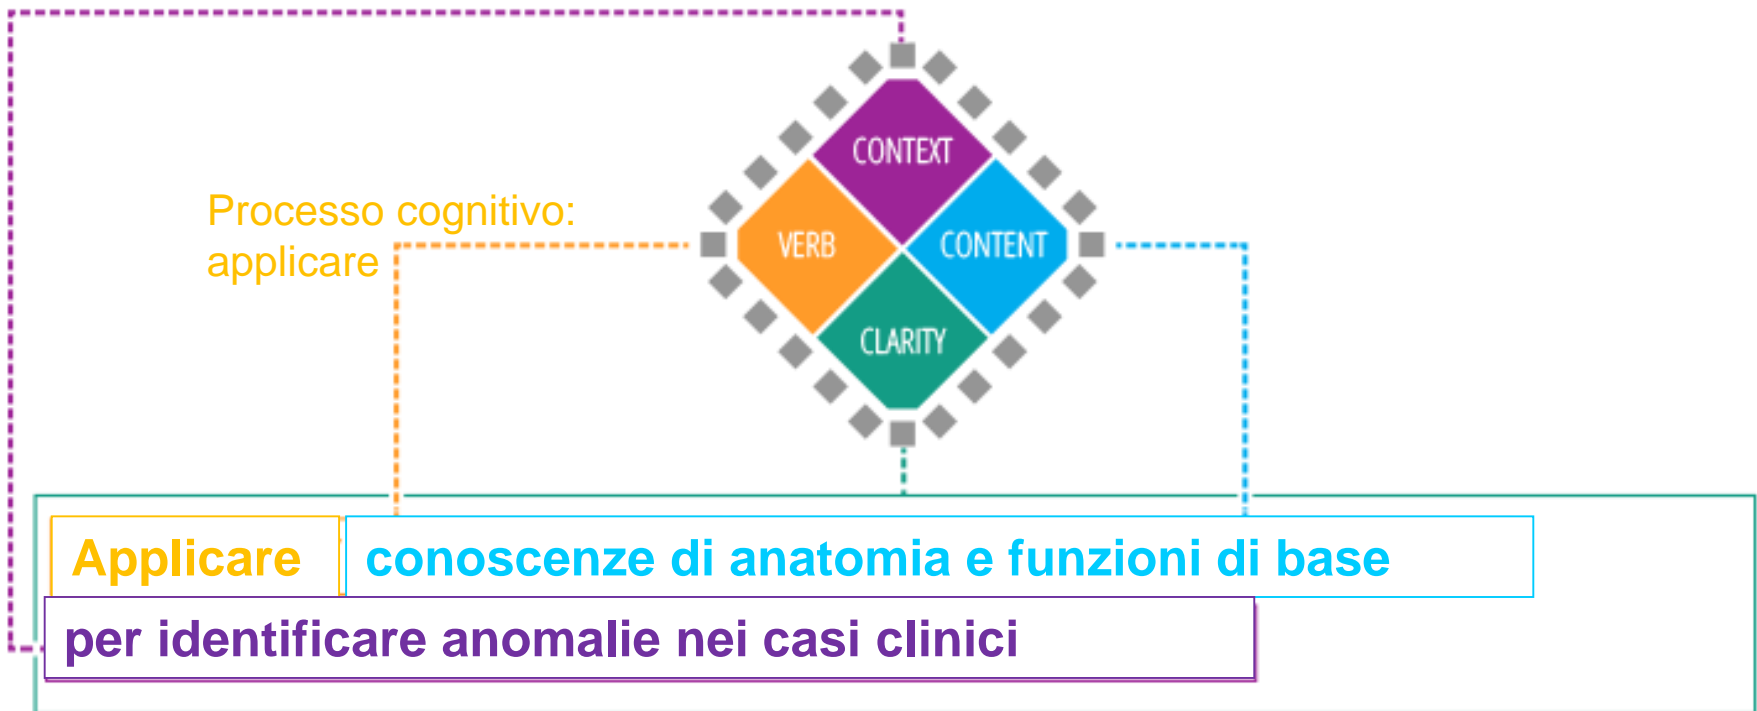 CONTEXT
Processo cognitivo:
applicare
VERB
CONTENT
CLARITY
Applicare conoscenze di anatomia e funzioni di base
per identificare anomalie nei casi clinici